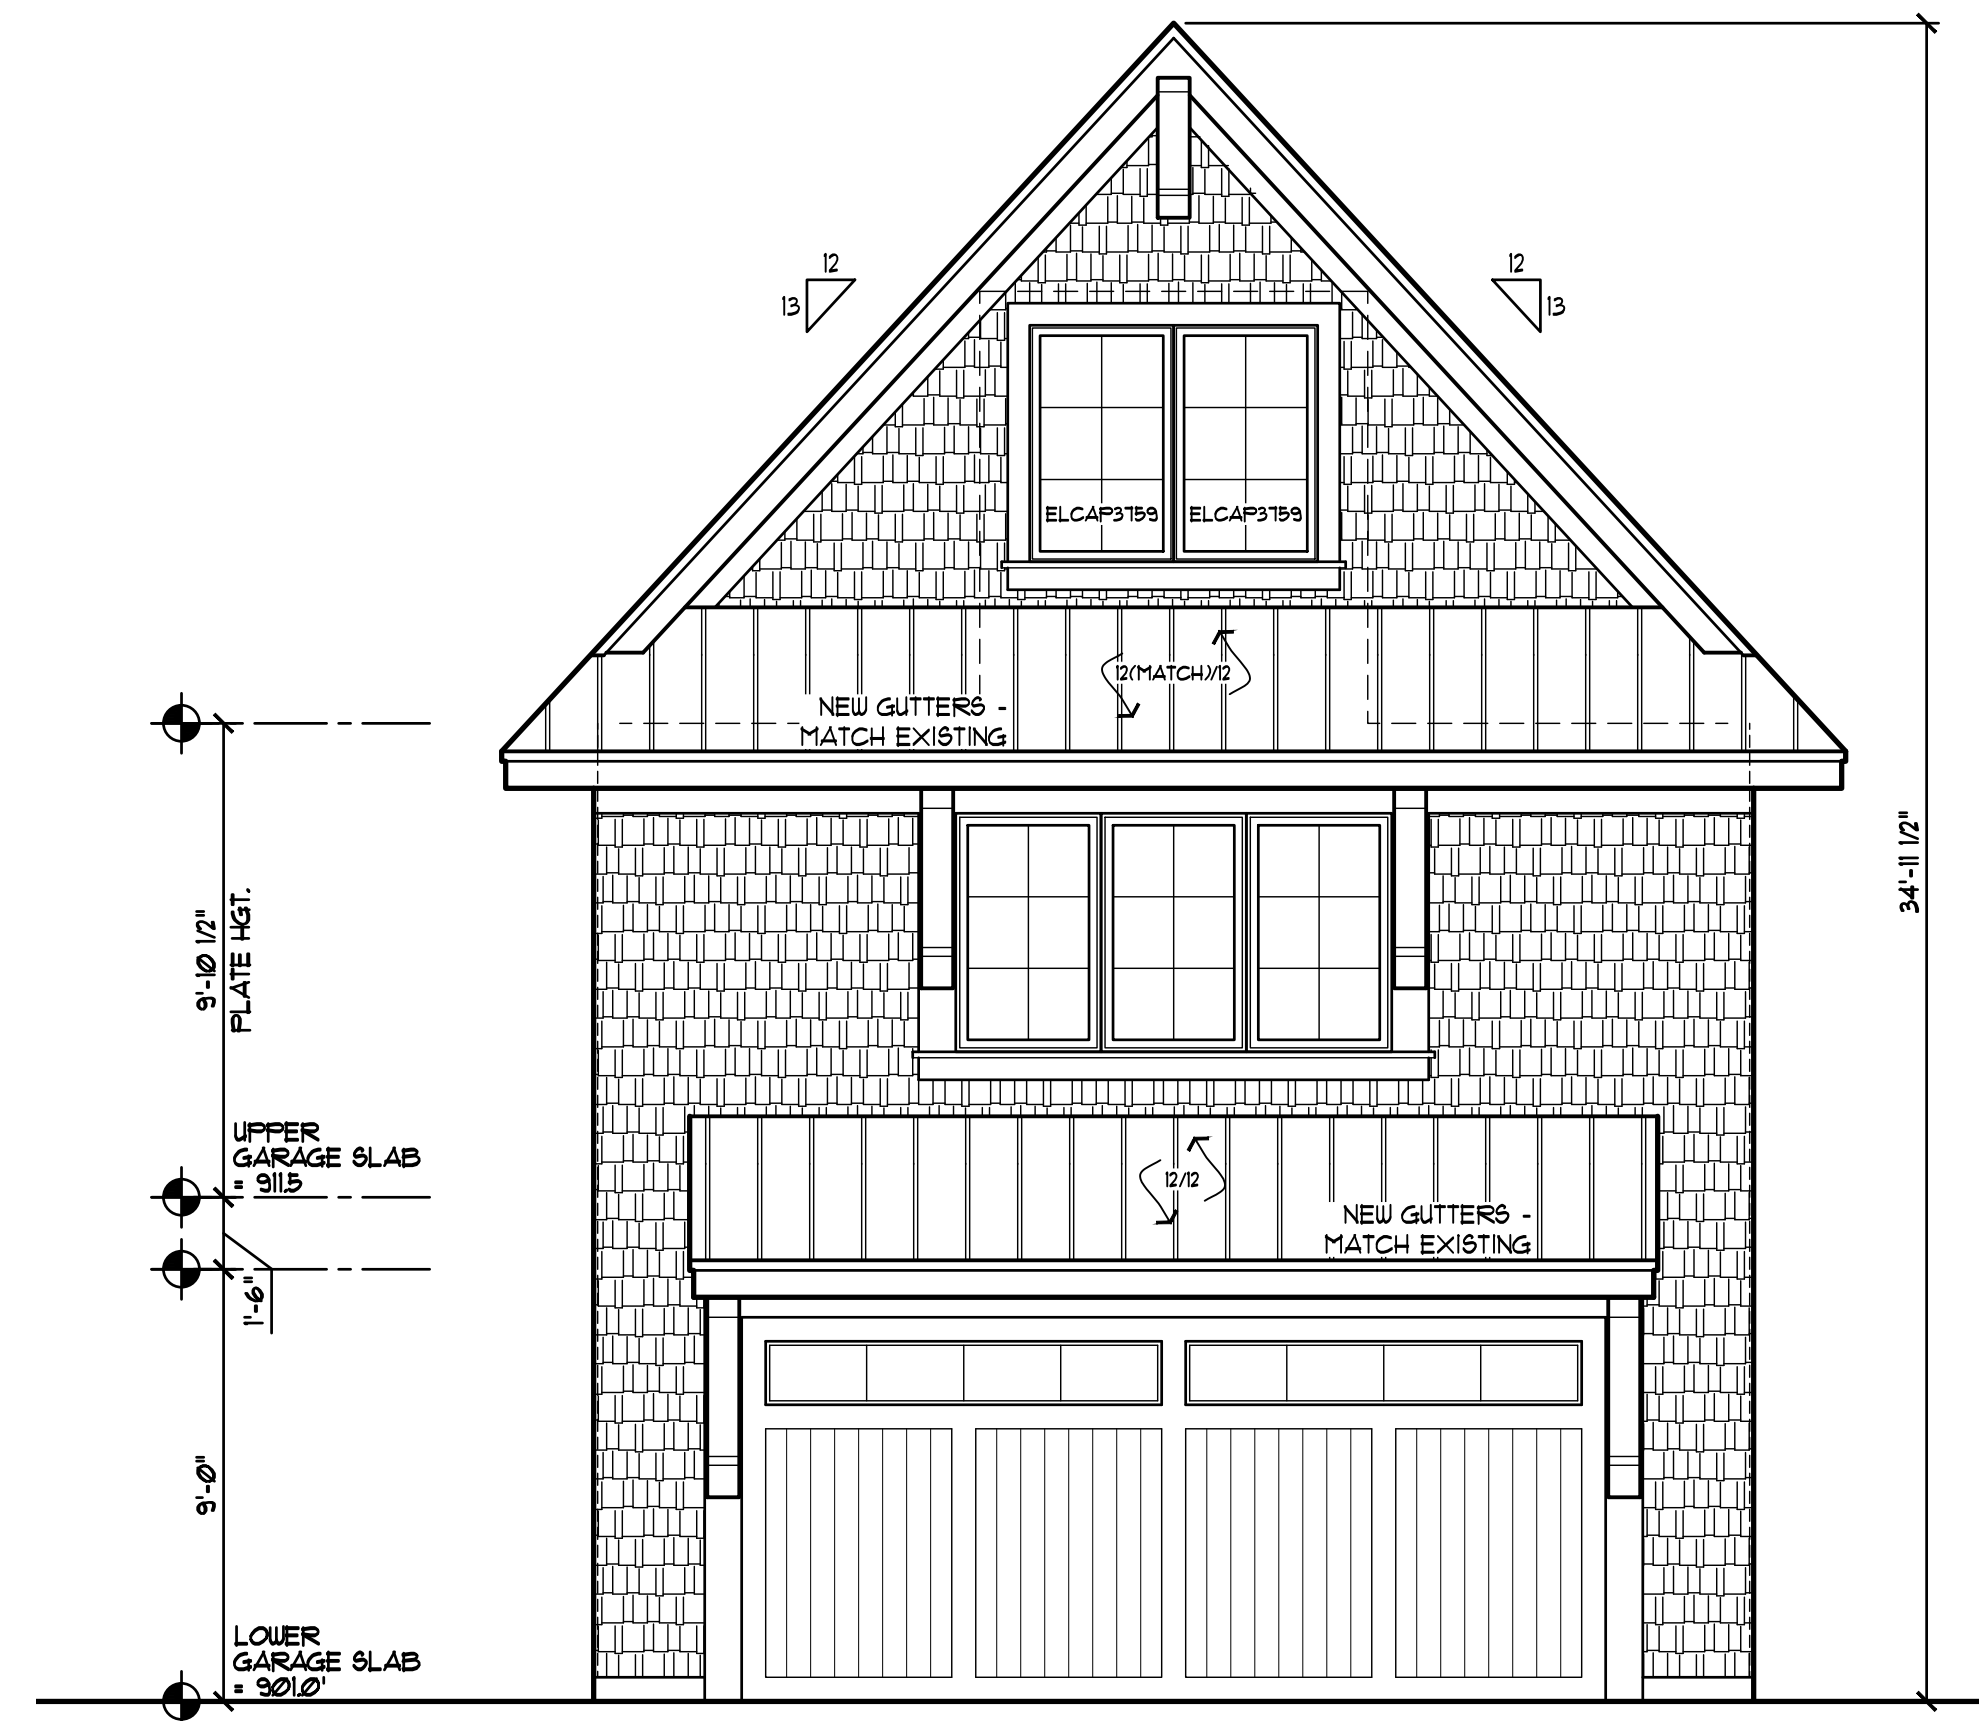 12
13
12
13
ELCAP3759
ELCAP3759
12(MATCH)/12
NEW GUTTERS -
MATCH EXISTING
34'-11 1/2"
9'-10 1/2"
PLATE HGT.
UPPER
GARAGE SLAB
= 911.5
12/12
NEW GUTTERS -
MATCH EXISTING
1'-6"
9'-0"
LOWER
GARAGE SLAB
= 901.0'